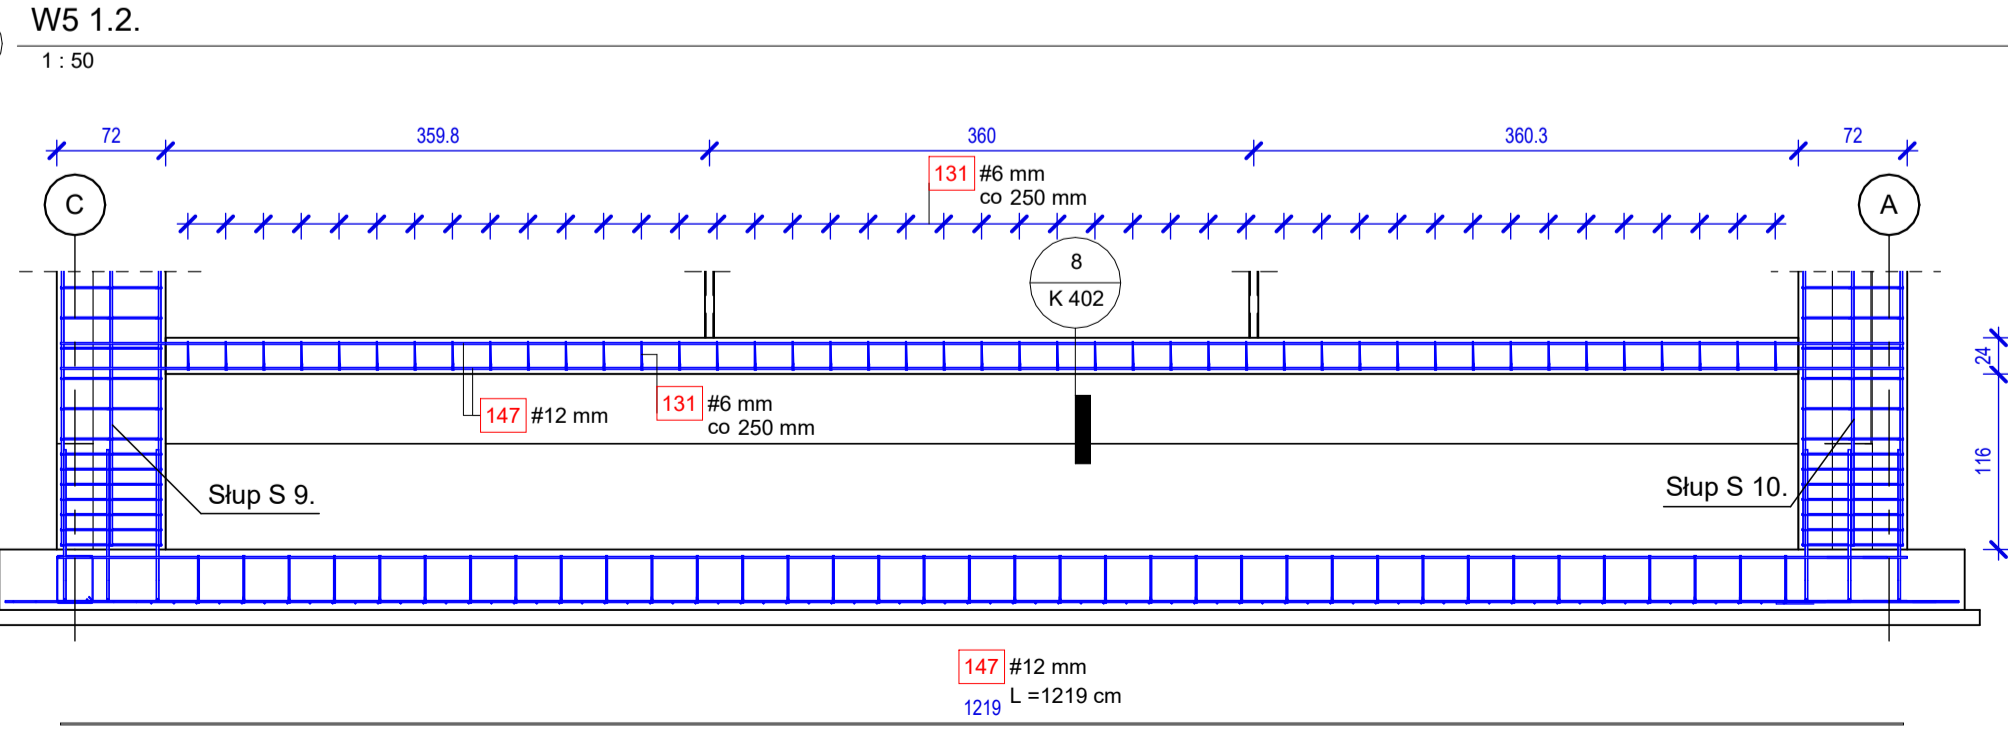 W5 1.2.
1 : 50
72
359.8
360
360.3
72
131 #6 mm
co 250 mm
C
A
8
K 402
24
147 #12 mm
131 #6 mm
co 250 mm
116
Słup S 9.
Słup S 10.
147 #12 mm
L =1219 cm
1219